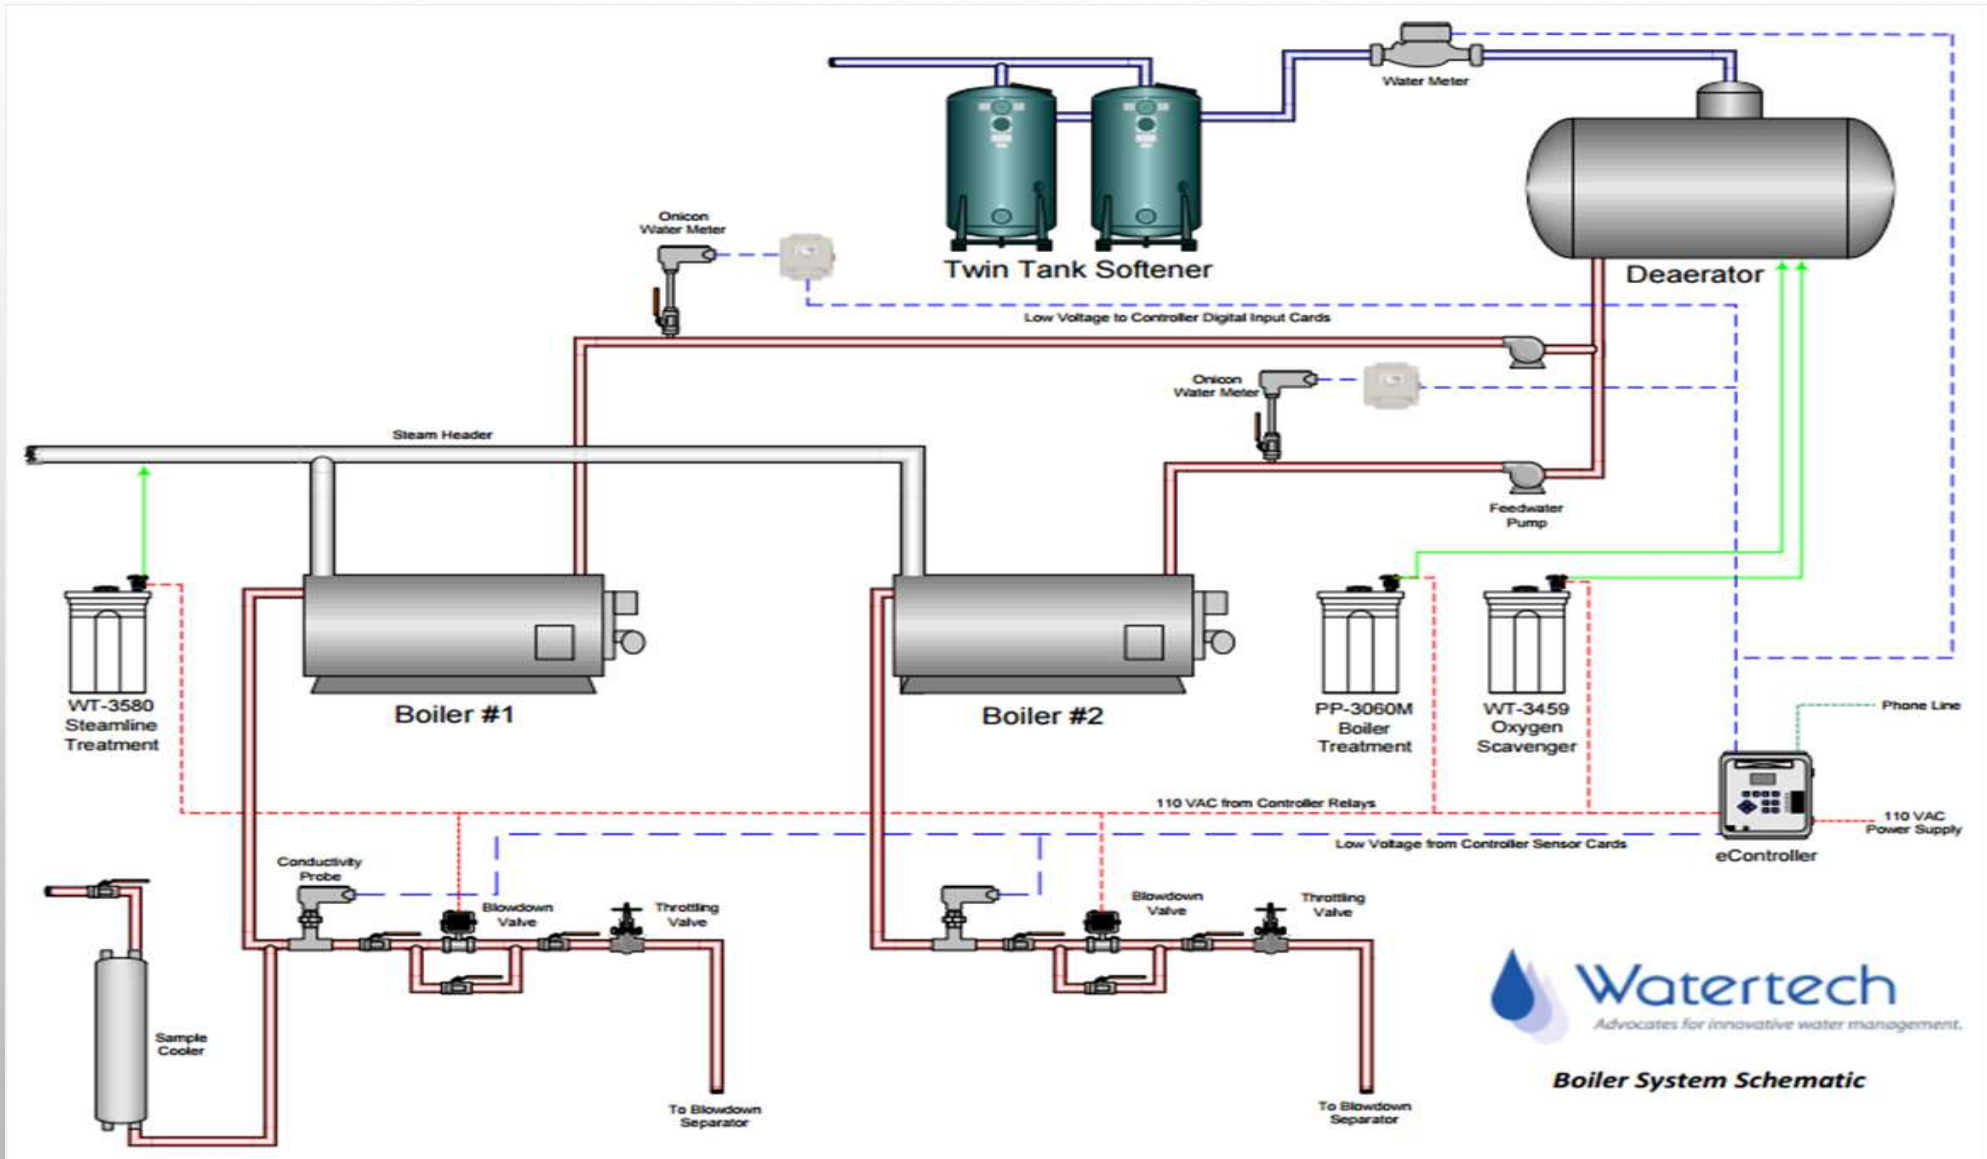 Water Meter
Onicon
Water Meter
Twin Tank Softener
Deaerator
Low Voltage to Controller Digital Input Cards
Onicon
Water Meter
Steam Header
Feedwater
Pump
WT-3580
Steamline
Treatment
Boiler #1
Boiler #2
PP-3060M
Boiler
Treatment
WT-3459
Oxygen
Scavenger
Phone Line
110 VAC from Controller Relays
110 VAC
Power Supply
Low Voltage from Controller Sensor Cards
eController
Conductivity
Probe
Blowdown
Valve
Throttling
Valve
Blowdown
Valve
Throttling
Valve
Sample
Cooler
Watertech
Advocates for innovative water management.
Boiler System Schematic
To Blowdown
Separator
To Blowdown
Separator